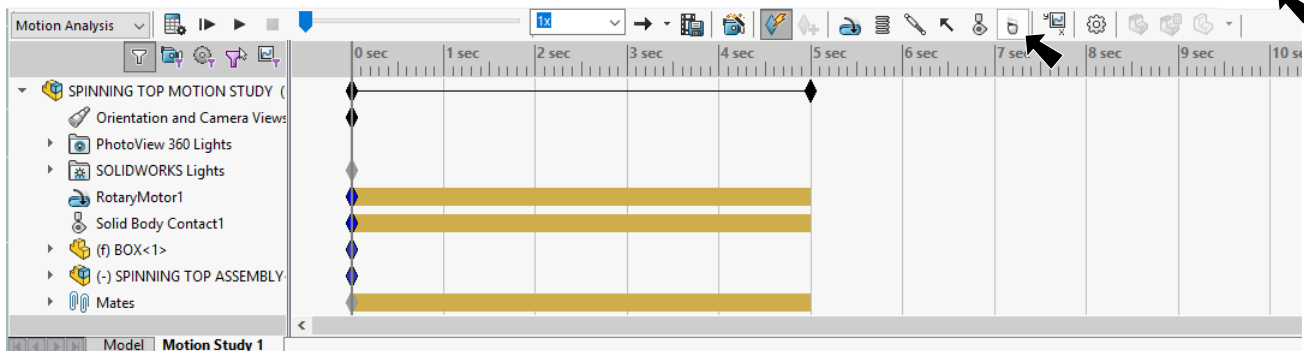 Motion Analysis 1x
0 sec 1 sec 2 sec 3 sec 4 sec 5 sec 6 sec 7 sec 8 sec 9 sec 10 se
SPINNING TOP MOTION STUDY (
Orientation and Camera Views
PhotoView 360 Lights
SOLIDWORKS Lights
RotaryMotor1
Solid Body Contact1
(f) BOX<1>
(-) SPINNING TOP ASSEMBLY-
Mates
Model Motion Study 1